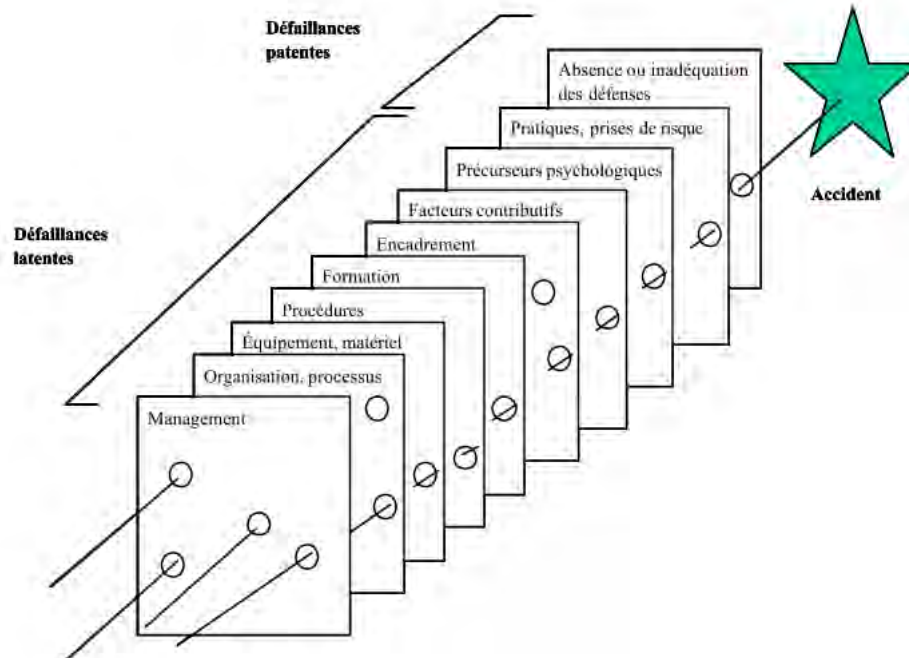 Défaillances
patentes
Absence ou inadéquation
des défenses
Pratiques, prises de risque
Précurseurs psychologiques
Accident
Facteurs contributifs
Défaillances
latentes
Encadrement
Formation
Procédures
Équipement, matériel
Organisation, processus
Management